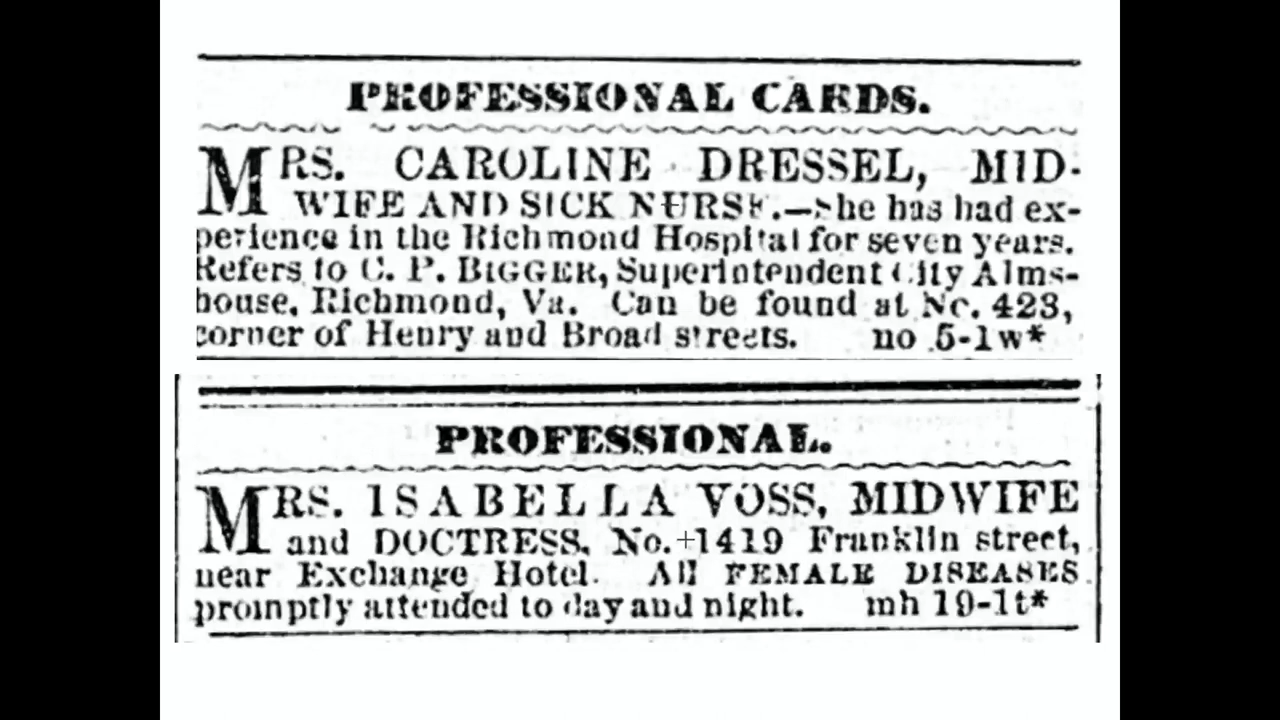 PROFESSIONAL CARDS.
MRS. CAROLINE DRESSEL, MID-
WIFE AND SICK NURSE.—She has had ex-
perience in the Richmond Hospital for seven years.
Refers to C. P. BIGGER, Superintendent City Alms-
house, Richmond, Va. Can be found at No. 423,
corner of Henry and Broad streets. no 5-1w*
PROFESSIONAL.
MRS. ISABELLA VOSS, MIDWIFE
and DOCTRESS, No. 1419 Franklin street,
near Exchange Hotel. All FEMALE DISEASES
promptly attended to day and night. mh 19-1t*